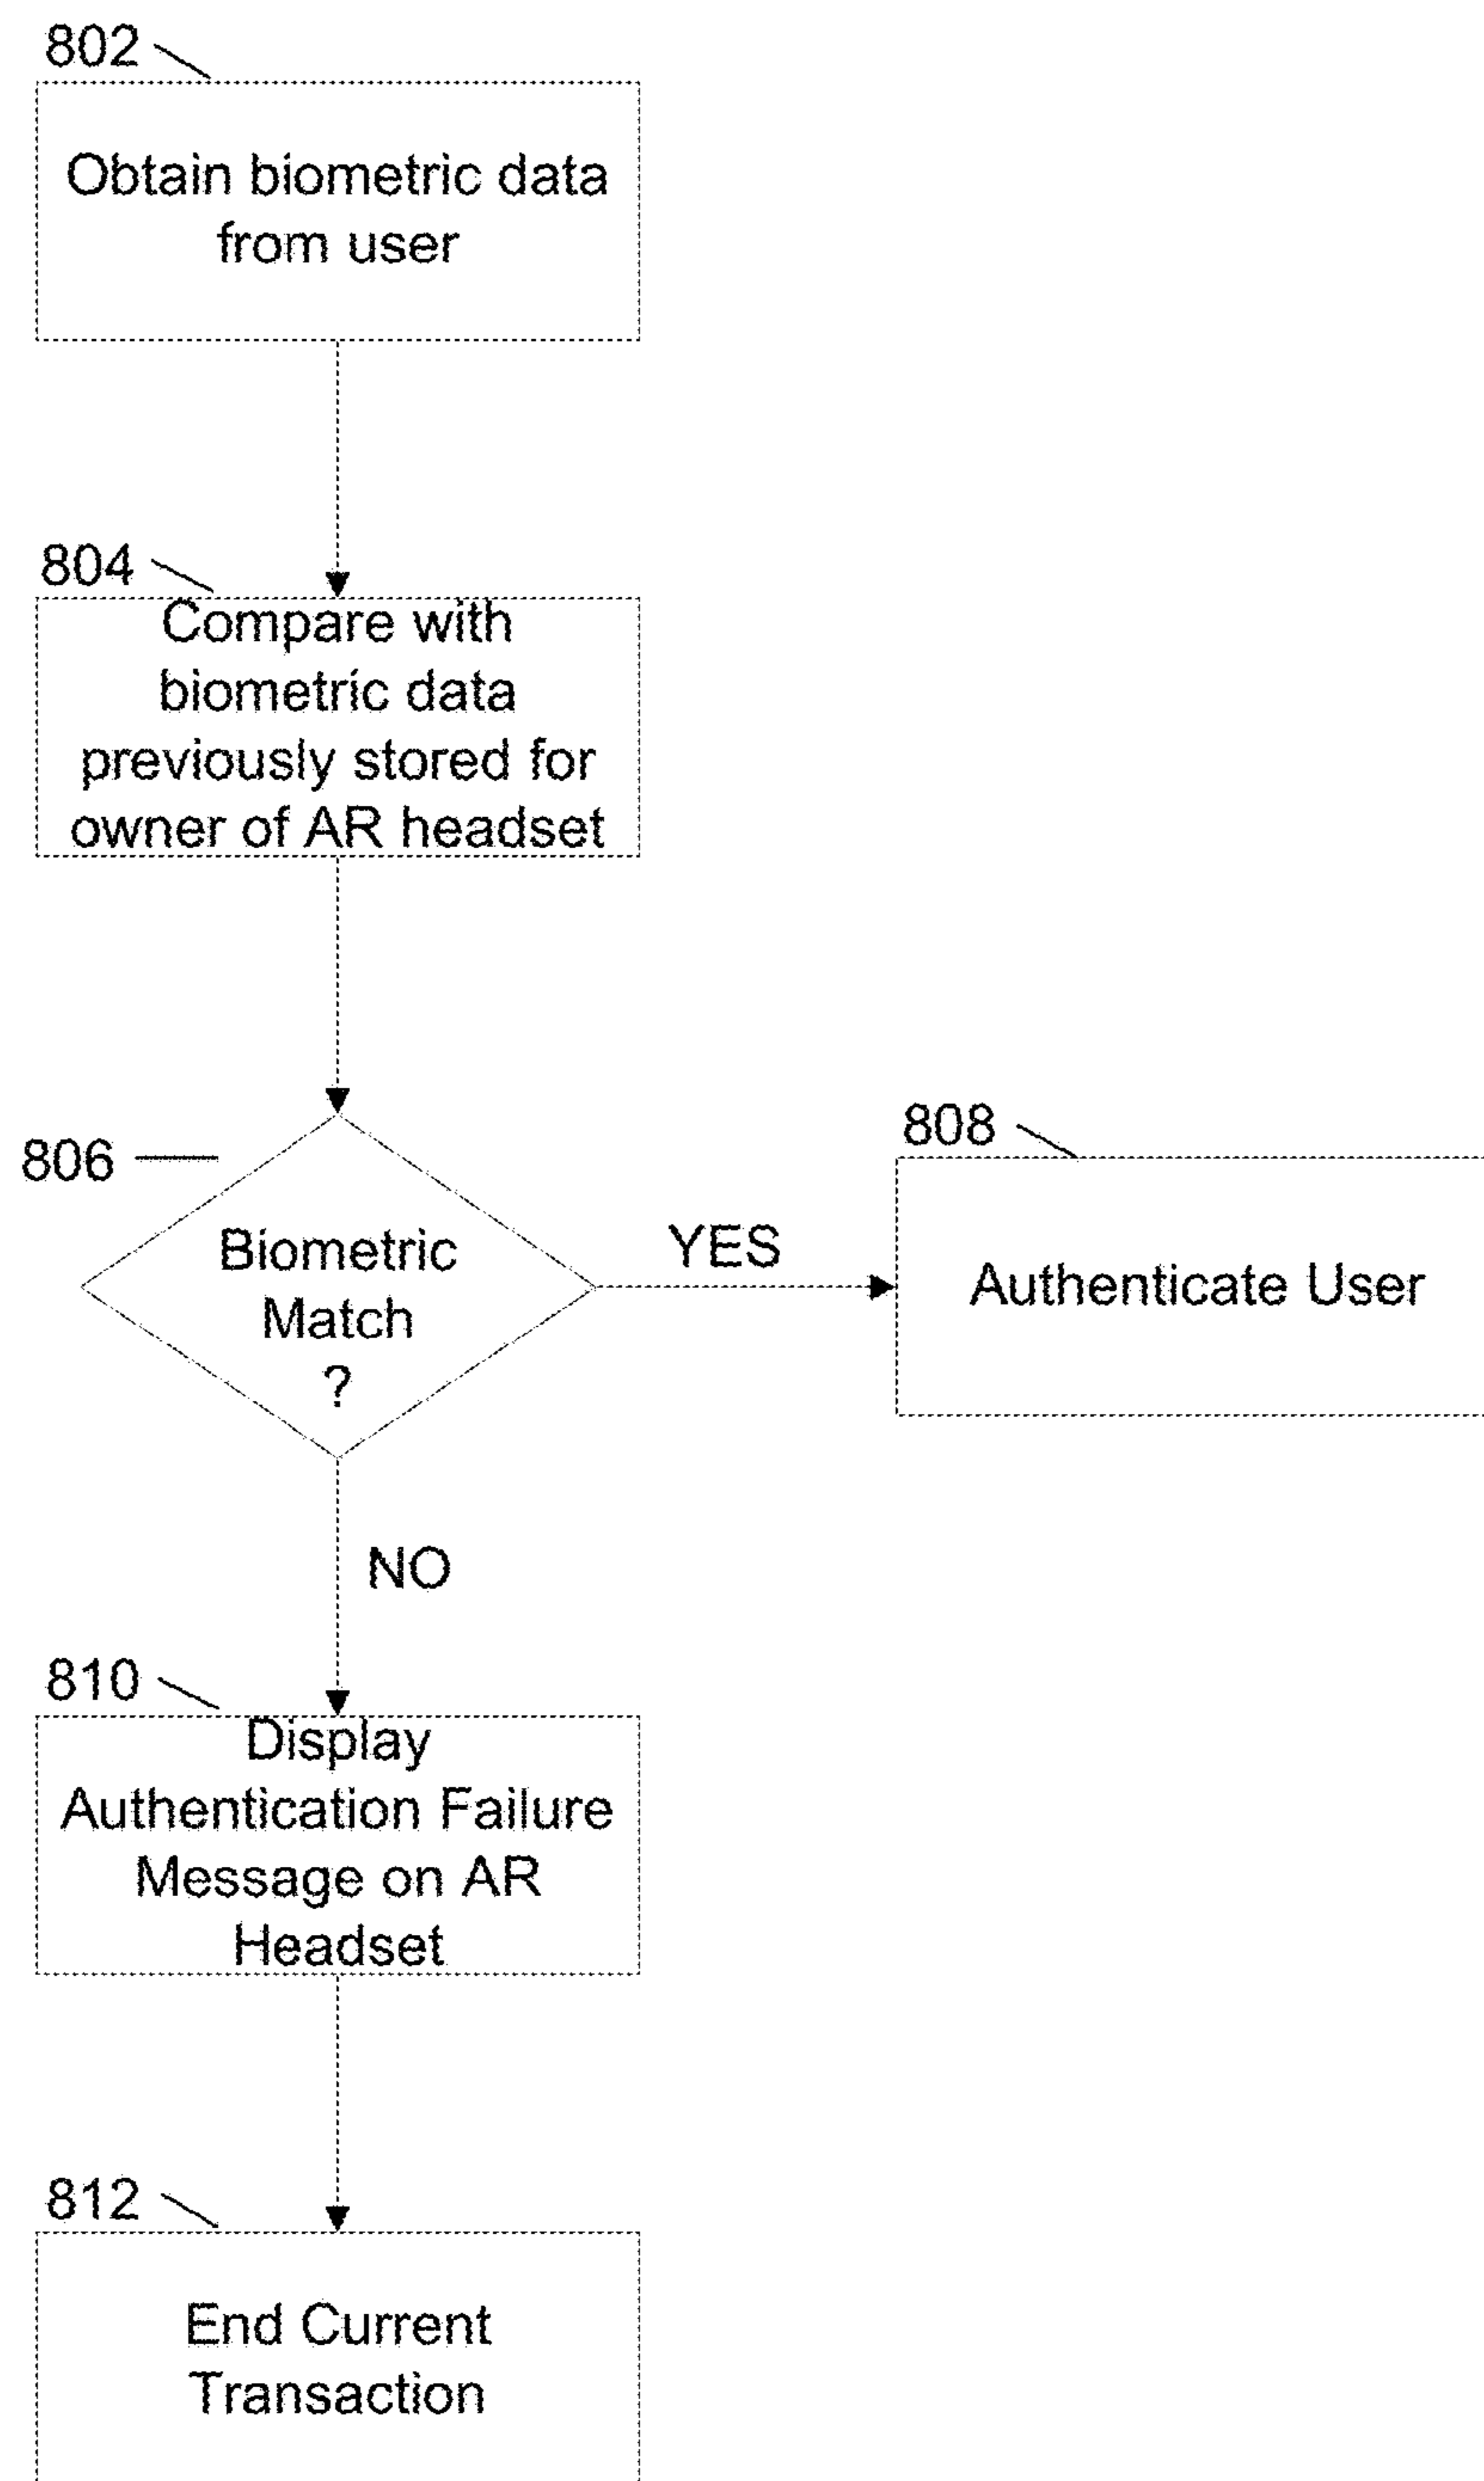 802
Obtain biometric data
from user
804
Compare with
biometric data
previously stored for
owner of AR headset
806
Biometric
Match
?
YES
808
Authenticate User
NO
810
Display
Authentication Failure
Message on AR
Headset
812
End Current
Transaction